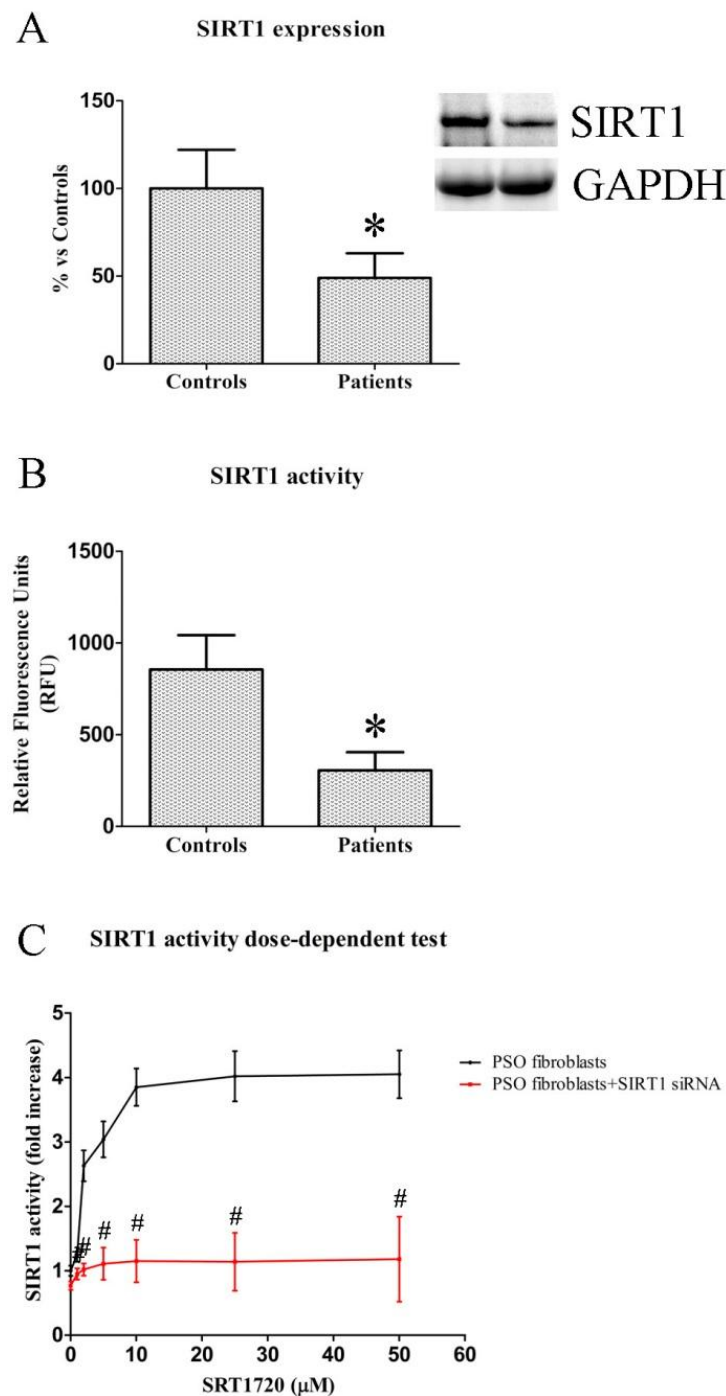 A
SIRT1 expression
% vs Controls
150
100
50
0
*
Controls
Patients
SIRT1
GAPDH
B
SIRT1 activity
Relative Fluorescence Units
(RFU)
1500
1000
500
0
*
Controls
Patients
C
SIRT1 activity dose-dependent test
SIRT1 activity (fold increase)
5
4
3
2
1
0
# # # # # #
0 10 20 30 40 50 60
SRT1720 (μM)
PSO fibroblasts
PSO fibroblasts+SIRT1 siRNA